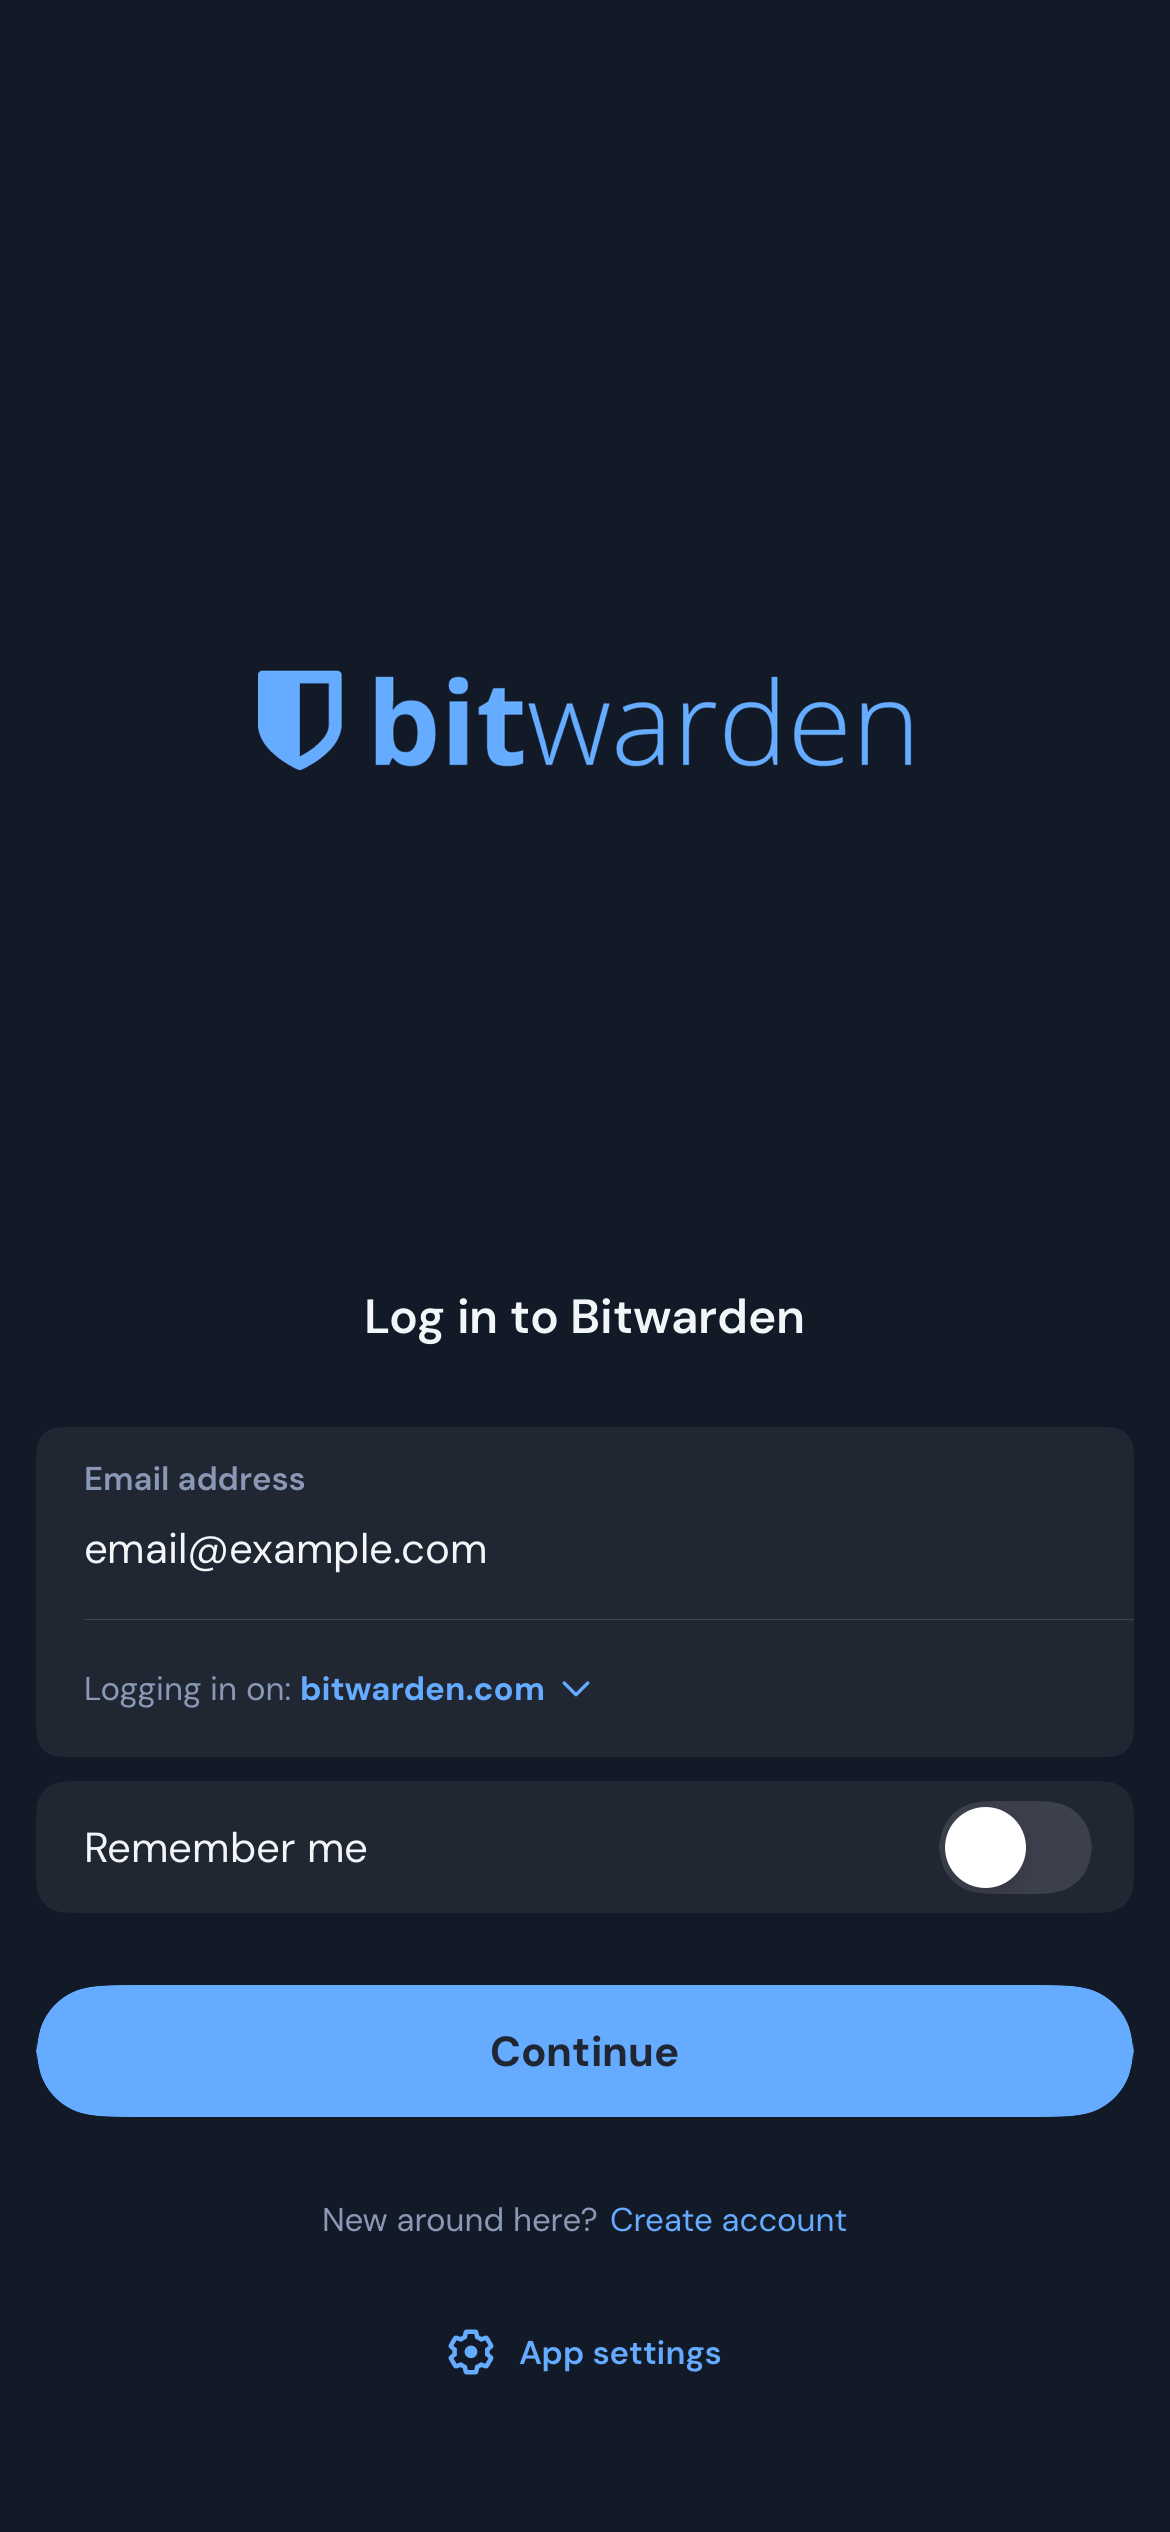 bitwarden
Log in to Bitwarden
Email address
email@example.com
Logging in on: bitwarden.com
Remember me
Continue
New around here? Create account
App settings